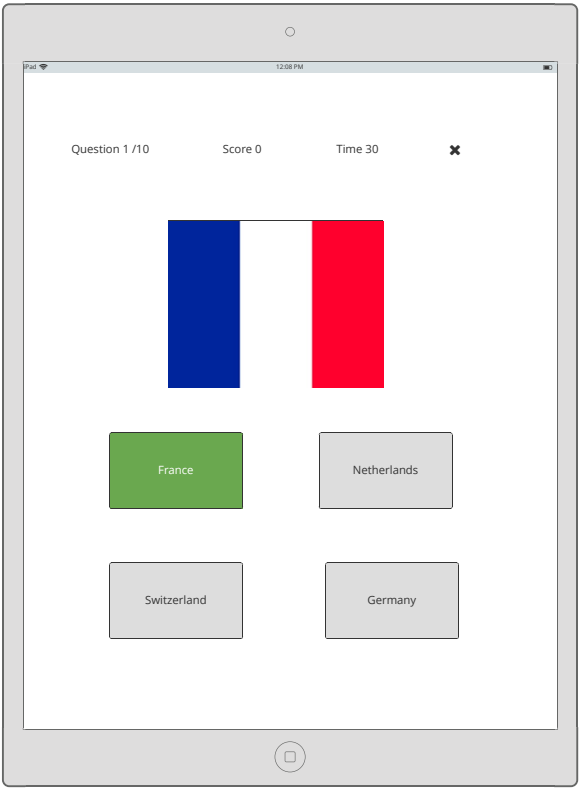 iPad 12:08 PM
Question 1 /10 Score 0 Time 30
France Netherlands
Switzerland Germany